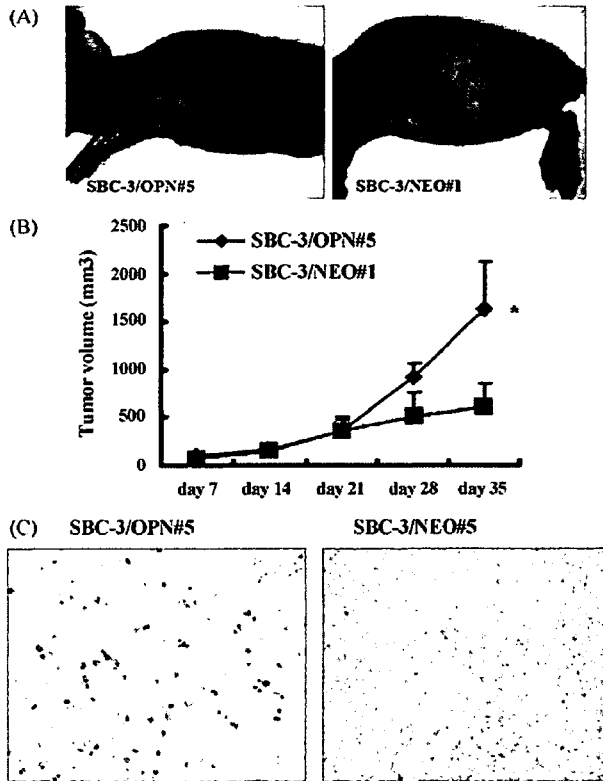 (A)
SBC-3/OPN#5 SBC-3/NEO#1
(B)
2500
2000
1500
1000
500
0
Tumor volume (mm3)
SBC-3/OPN#5
SBC-3/NEO#1
*
day 7 day 14 day 21 day 28 day 35
(C) SBC-3/OPN#5 SBC-3/NEO#5